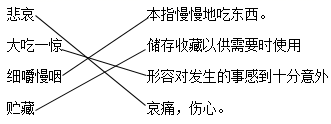 悲哀 本指慢慢地吃东西。
大吃一惊 储存收藏以供需要时使用
细嚼慢咽 形容对发生的事感到十分意外
贮藏 哀痛，伤心。